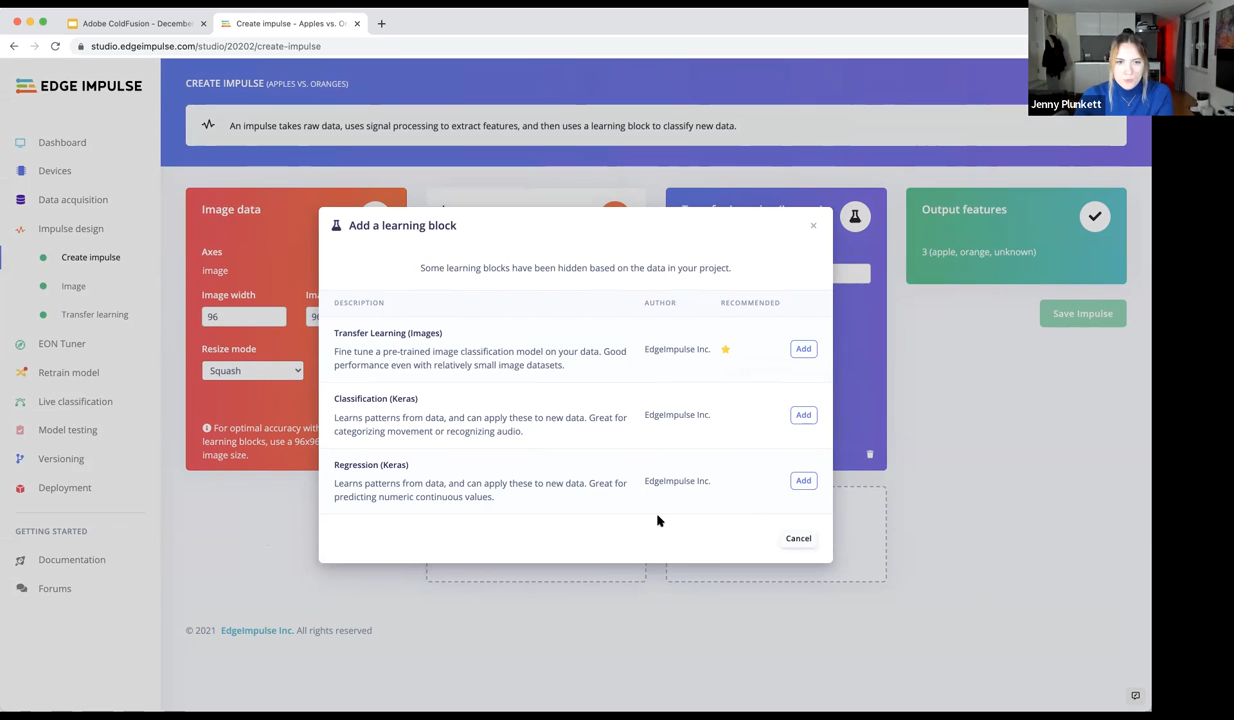 Adobe ColdFusion - December
Create impulse - Apples vs. Or
studio.edgeimpulse.com/studio/20202/create-impulse
Jenny Plunkett
EDGE IMPULSE
Dashboard
Devices
Data acquisition
Impulse design
Create impulse
Image
Transfer learning
EON Tuner
Retrain model
Live classification
Model testing
Versioning
Deployment
GETTING STARTED
Documentation
Forums
CREATE IMPULSE (APPLES VS. ORANGES)
An impulse takes raw data, uses signal processing to extract features, and then uses a learning block to classify new data.
Image data
Axes
image
Image width
96
96
Resize mode
Squash
For optimal accuracy with
learning blocks, use a 96x96
image size.
Add a learning block
×
Some learning blocks have been hidden based on the data in your project.
DESCRIPTION AUTHOR RECOMMENDED
Transfer Learning (Images)
Fine tune a pre-trained image classification model on your data. Good
performance even with relatively small image datasets.
EdgeImpulse Inc.
Add
Classification (Keras)
Learns patterns from data, and can apply these to new data. Great for
categorizing movement or recognizing audio.
EdgeImpulse Inc.
Add
Regression (Keras)
Learns patterns from data, and can apply these to new data. Great for
predicting numeric continuous values.
EdgeImpulse Inc.
Add
Cancel
Output features
3 (apple, orange, unknown)
Save Impulse
© 2021 EdgeImpulse Inc. All rights reserved